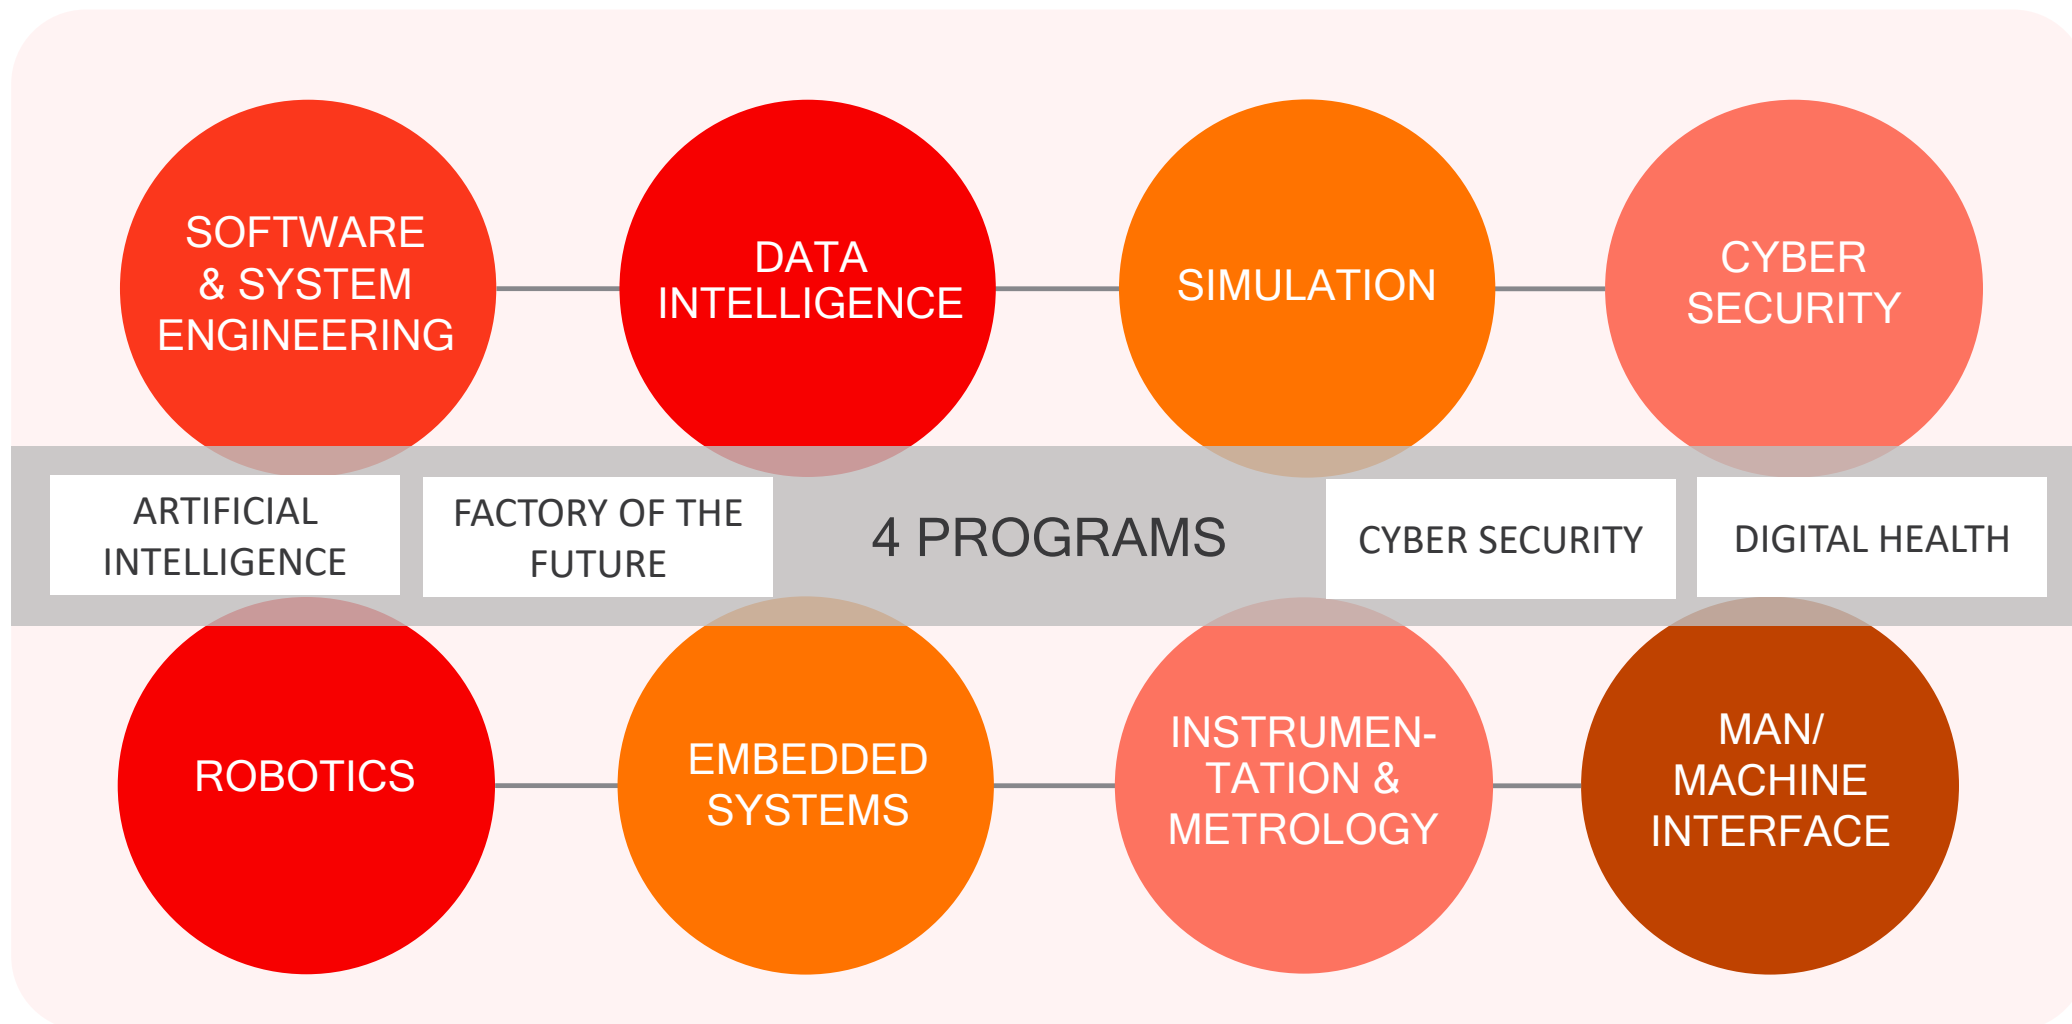 SOFTWARE
& SYSTEM
ENGINEERING
DATA
INTELLIGENCE
SIMULATION
CYBER
SECURITY
ARTIFICIAL
INTELLIGENCE
FACTORY OF THE
FUTURE
4 PROGRAMS
CYBER SECURITY
DIGITAL HEALTH
ROBOTICS
EMBEDDED
SYSTEMS
INSTRUMEN-
TATION &
METROLOGY
MAN/
MACHINE
INTERFACE